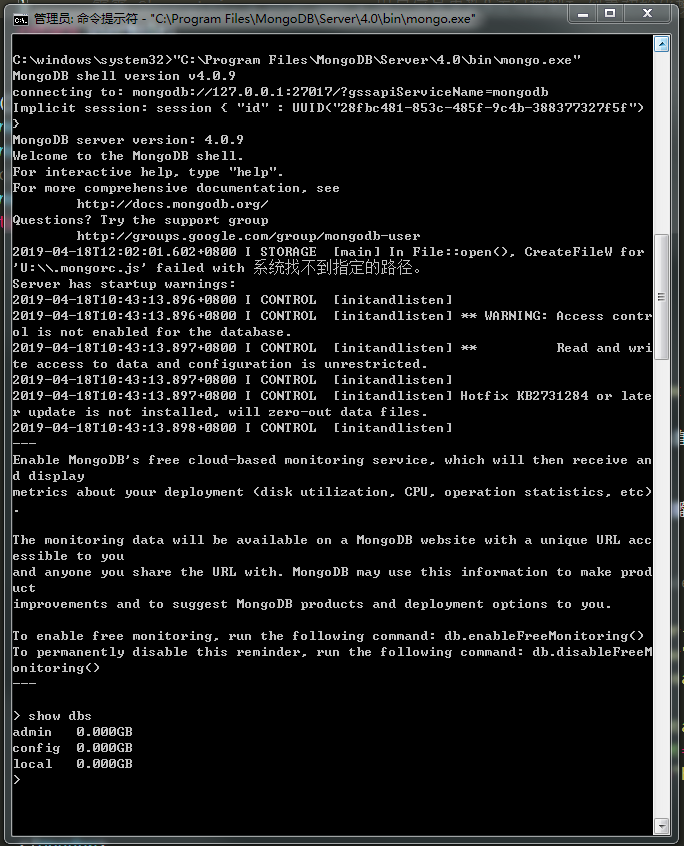 管理员: 命令提示符 - "C:\Program Files\MongoDB\Server\4.0\bin\mongo.exe"
C:\windows\system32>"C:\Program Files\MongoDB\Server\4.0\bin\mongo.exe"
MongoDB shell version v4.0.9
connecting to: mongodb://127.0.0.1:27017/?gssapiServiceName=mongodb
Implicit session: session { "id" : UUID("28fbc481-853c-485f-9c4b-388377327f5f")
}
MongoDB server version: 4.0.9
Welcome to the MongoDB shell.
For interactive help, type "help".
For more comprehensive documentation, see
http://docs.mongodb.org/
Questions? Try the support group
http://groups.google.com/group/mongodb-user
2019-04-18T12:02:01.602+0800 I STORAGE  [main] In File::open(), CreateFileW for
'U:\\.mongorc.js' failed with 系统找不到指定的路径。
Server has startup warnings:
2019-04-18T10:43:13.896+0800 I CONTROL  [initandlisten]
2019-04-18T10:43:13.896+0800 I CONTROL  [initandlisten] ** WARNING: Access contr
ol is not enabled for the database.
2019-04-18T10:43:13.897+0800 I CONTROL  [initandlisten] **          Read and wri
te access to data and configuration is unrestricted.
2019-04-18T10:43:13.897+0800 I CONTROL  [initandlisten]
2019-04-18T10:43:13.897+0800 I CONTROL  [initandlisten] Hotfix KB2731284 or late
r update is not installed, will zero-out data files.
2019-04-18T10:43:13.898+0800 I CONTROL  [initandlisten]
---
Enable MongoDB's free cloud-based monitoring service, which will then receive an
d display
metrics about your deployment (disk utilization, CPU, operation statistics, etc)
.
The monitoring data will be available on a MongoDB website with a unique URL acc
essible to you
and anyone you share the URL with. MongoDB may use this information to make prod
uct
improvements and to suggest MongoDB products and deployment options to you.
To enable free monitoring, run the following command: db.enableFreeMonitoring()
To permanently disable this reminder, run the following command: db.disableFreeM
onitoring()
---
> show dbs
admin   0.000GB
config  0.000GB
local   0.000GB
>